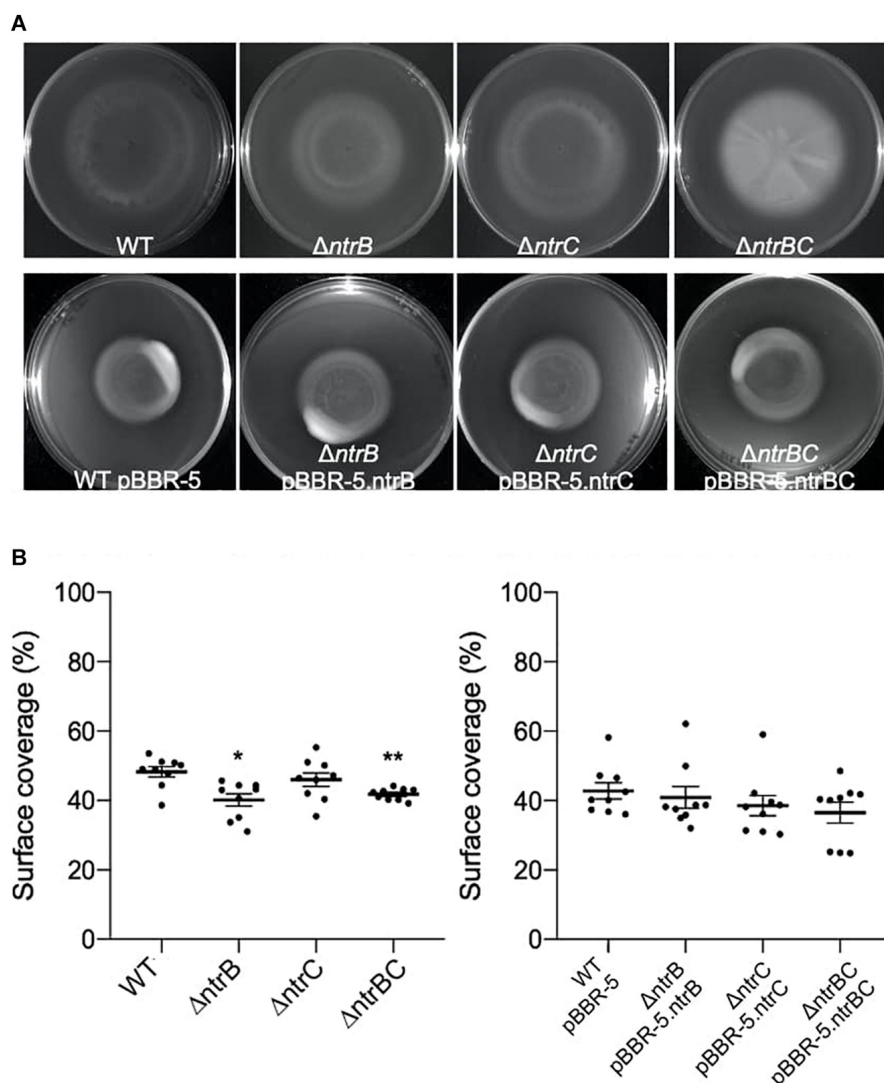 A
WT
ΔntrB
ΔntrC
ΔntrBC
WT pBBR-5
ΔntrB
pBBR-5.ntrB
ΔntrC
pBBR-5.ntrC
ΔntrBC
pBBR-5.ntrBC
B
Surface coverage (%)
100
80
60
40
20
0
*
**
WT
ΔntrB
ΔntrC
ΔntrBC
Surface coverage (%)
100
80
60
40
20
0
WT
pBBR-5
ΔntrB
pBBR-5.ntrB
ΔntrC
pBBR-5.ntrC
ΔntrBC
pBBR-5.ntrBC